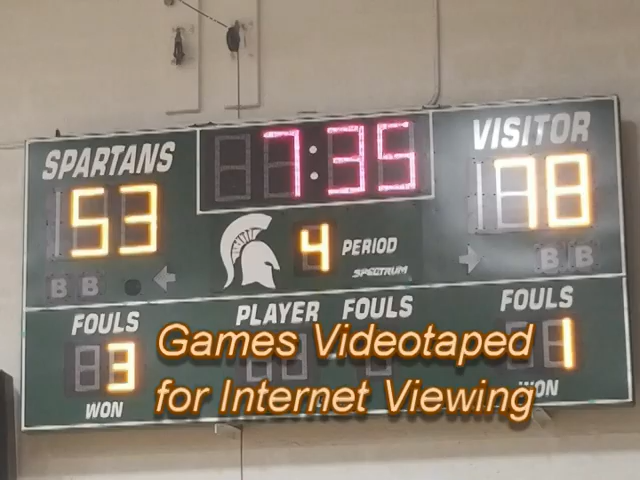 SPARTANS
7:35
VISITOR
53
78
4 PERIOD
SPECTRUM
B B
B B
FOULS
PLAYER FOULS
FOULS
3
1
WON
WON
Games Videotaped
for Internet Viewing